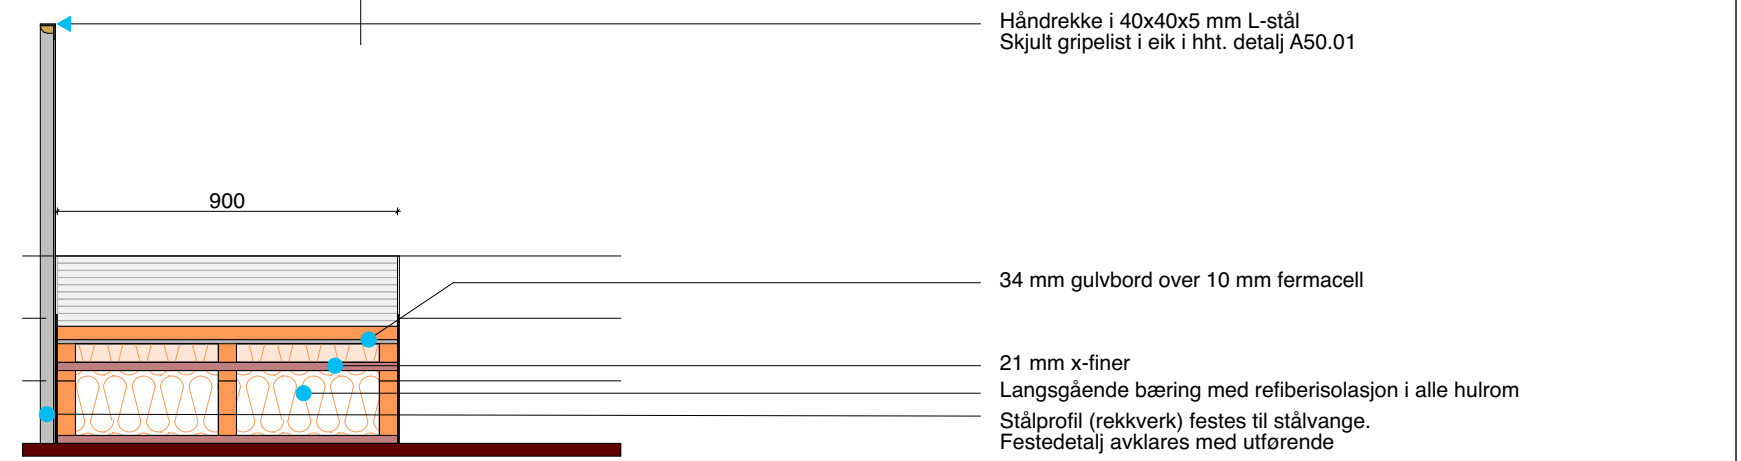 Håndrekke i 40x40x5 mm L-stål
Skjult gripelist i eik i hht. detalj A50.01
900
34 mm gulvbord over 10 mm fermacell
21 mm x-finer
Langsgående bæring med refiberisolasjon i alle hulrom
Stålprofil (rekkverk) festes til stålvange.
Festedetalj avklares med utførende